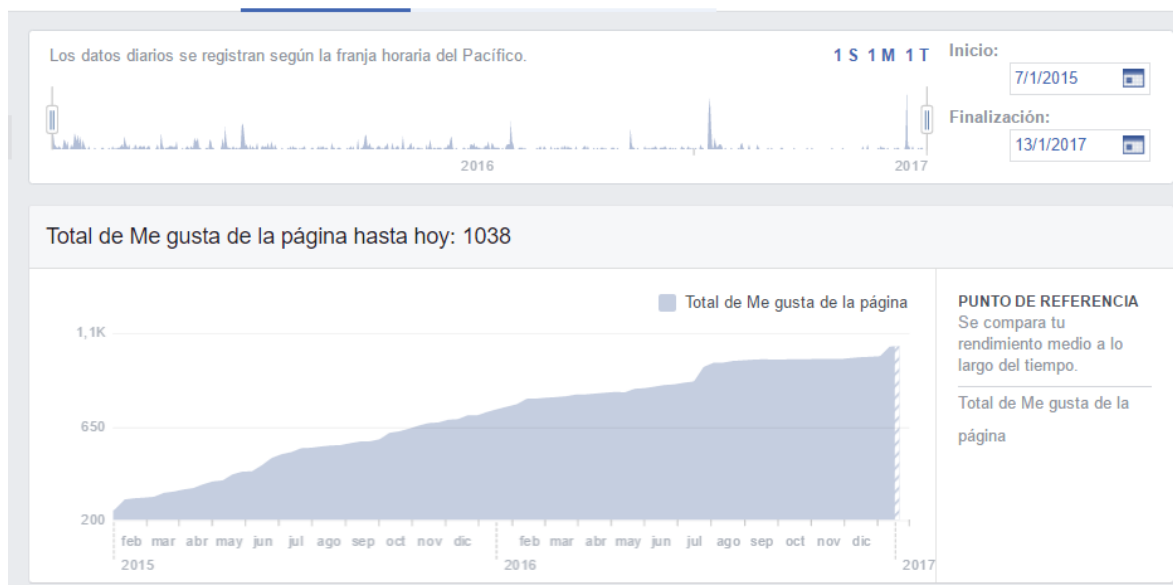 Los datos diarios se registran según la franja horaria del Pacífico.
1 S 1 M 1 T
Inicio:
7/1/2015
Finalización:
13/1/2017
2016
2017
Total de Me gusta de la página hasta hoy: 1038
Total de Me gusta de la página
1,1K
650
200
feb mar abr may jun jul ago sep oct nov dic feb mar abr may jun jul ago sep oct nov dic
2015 2016 2017
PUNTO DE REFERENCIA
Se compara tu
rendimiento medio a lo
largo del tiempo.
Total de Me gusta de la
página